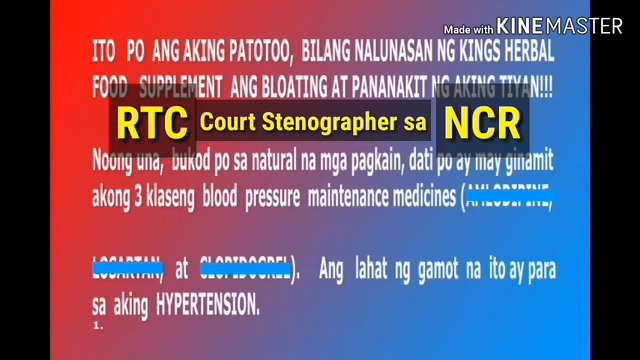 Made with KINEMASTER
ITO PO ANG AKING PATOTOO, BILANG NALUNASAN NG KINGS HERBAL
FOOD SUPPLEMENT ANG BLOATING AT PANANAKIT NG AKING TIYAN!!!
RTC Court Stenographer sa NCR
Noong una, bukod po sa natural na mga pagkain, dati po ay may ginamit
akong 3 klaseng blood pressure maintenance medicines (AMLODIPINE,
LOSARTAN, at CLOPIDOGREL). Ang lahat ng gamot na ito ay para
sa aking HYPERTENSION.
1.